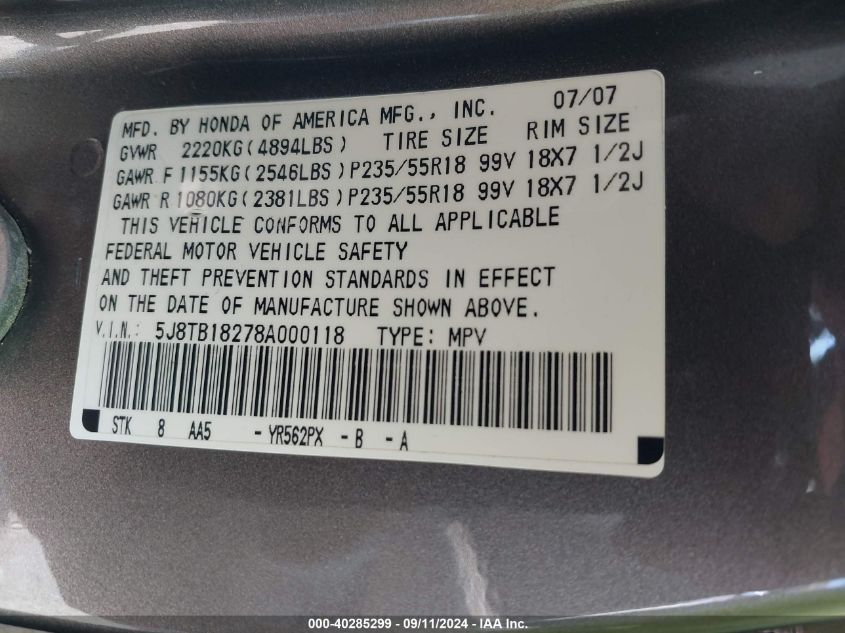 MFD. BY HONDA OF AMERICA MFG., INC. 07/07
GVWR 2220KG(4894LBS) TIRE SIZE RIM SIZE
GAWR F 1155KG(2546LBS)P235/55R18 99V 18X7 1/2J
GAWR R 1080KG(2381LBS)P235/55R18 99V 18X7 1/2J
THIS VEHICLE CONFORMS TO ALL APPLICABLE
FEDERAL MOTOR VEHICLE SAFETY
AND THEFT PREVENTION STANDARDS IN EFFECT
ON THE DATE OF MANUFACTURE SHOWN ABOVE.
V.I.N.: 5J8TB18278A000118 TYPE: MPV
STK 8 AA5 -YR562PX -B -A
000-40285299 - 09/11/2024 - IAA Inc.